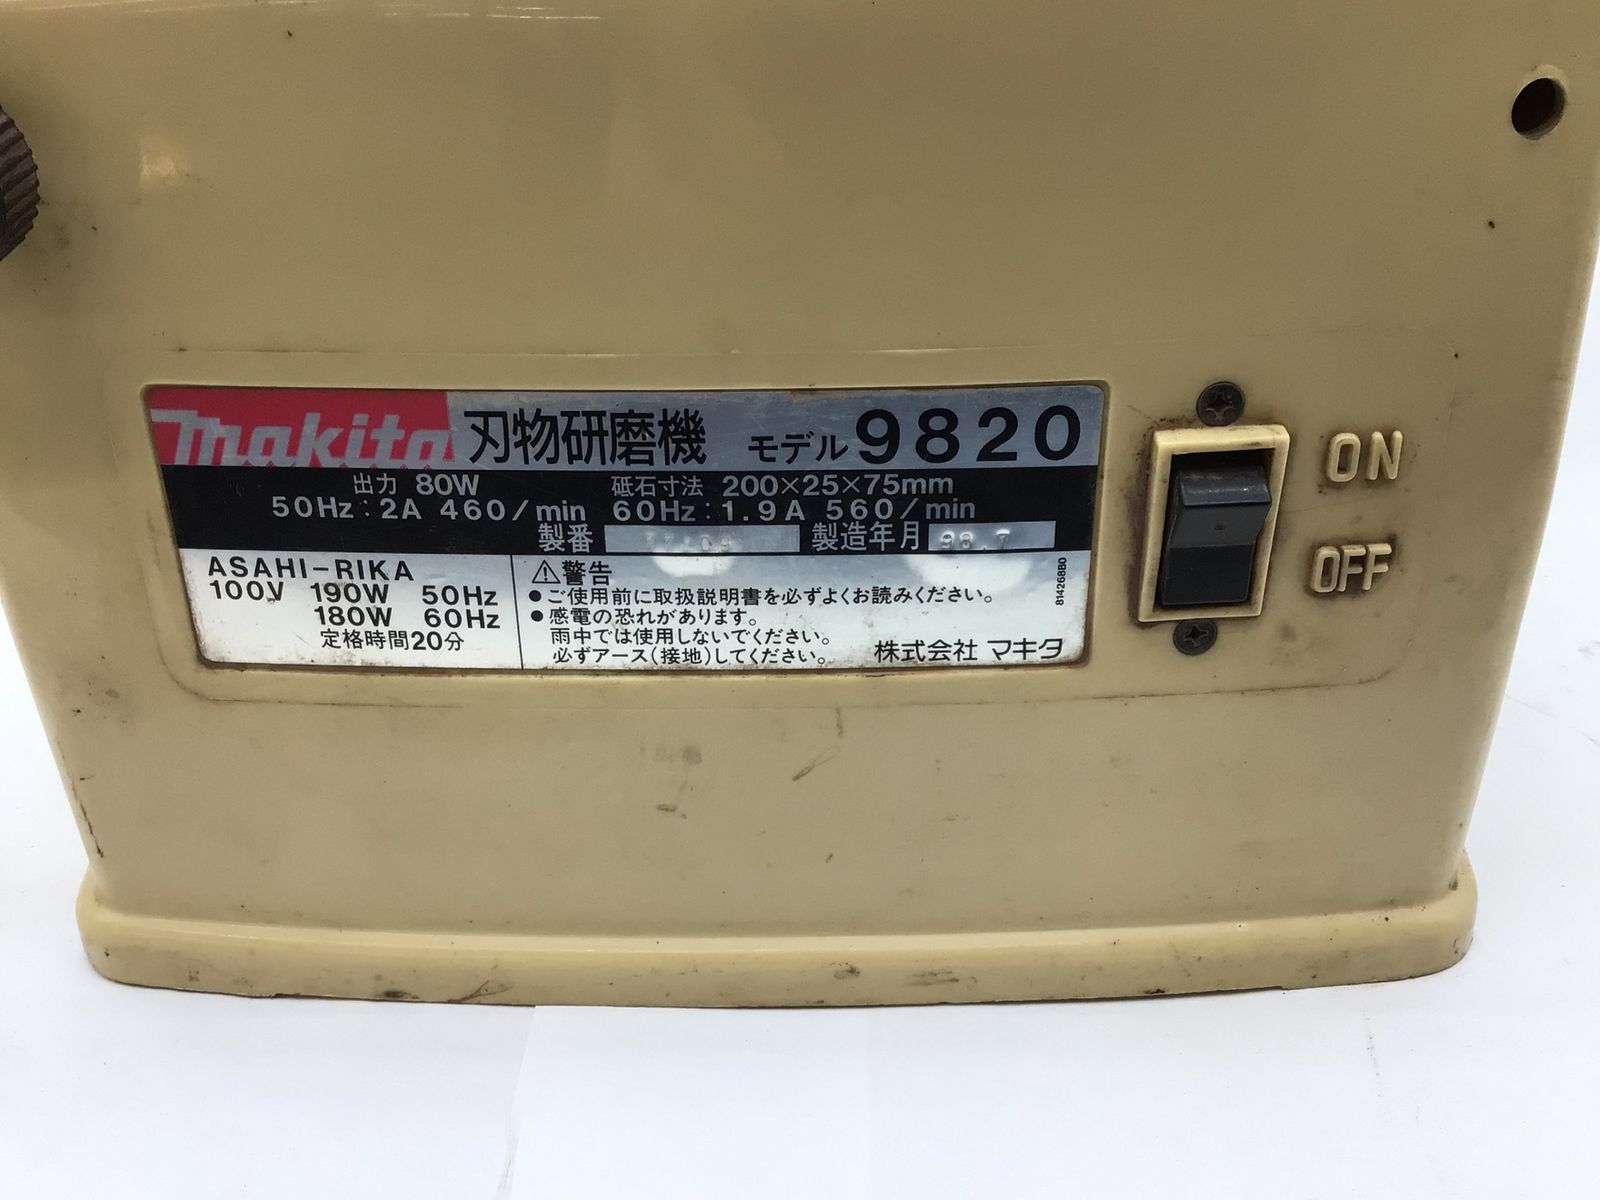 makita 刃物研磨機 モデル 9820
出力 80W 砥石寸法 200×25×75mm
50Hz:2A 460/min 60Hz:1.9A 560/min
製番 製造年月 98.7
ASAHI-RIKA
100V 190W 50Hz
180W 60Hz
定格時間20分
⚠警告
●ご使用前に取扱説明書を必ずよくお読みください。
●感電の恐れがあります。
雨中では使用しないでください。
必ずアース(接地)してください。
株式会社 マキタ
814268B0
ON
OFF